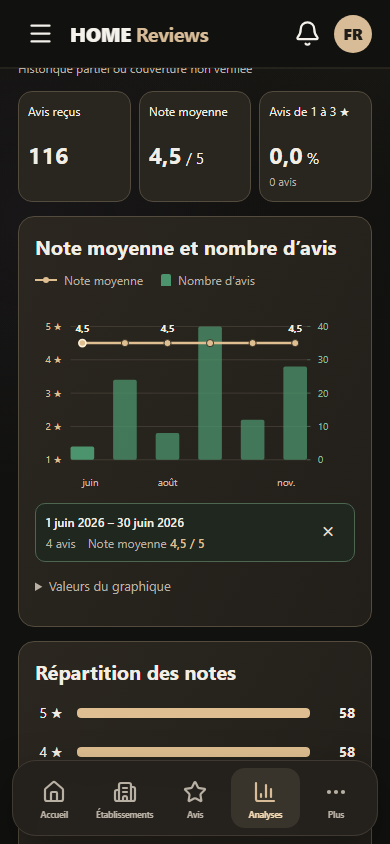 HOME Reviews
FR
Historique partiel ou couverture non vérifiée
Avis reçus
116
Note moyenne
4,5 / 5
Avis de 1 à 3 ★
0,0 %
0 avis
Note moyenne et nombre d’avis
Note moyenne
Nombre d’avis
5 ★
4 ★
3 ★
2 ★
1 ★
4,5
4,5
4,5
40
30
20
10
0
juin
août
nov.
1 juin 2026 – 30 juin 2026
4 avis Note moyenne 4,5 / 5
Valeurs du graphique
Répartition des notes
5 ★ 58
4 ★ 58
Accueil
Établissements
Avis
Analyses
Plus